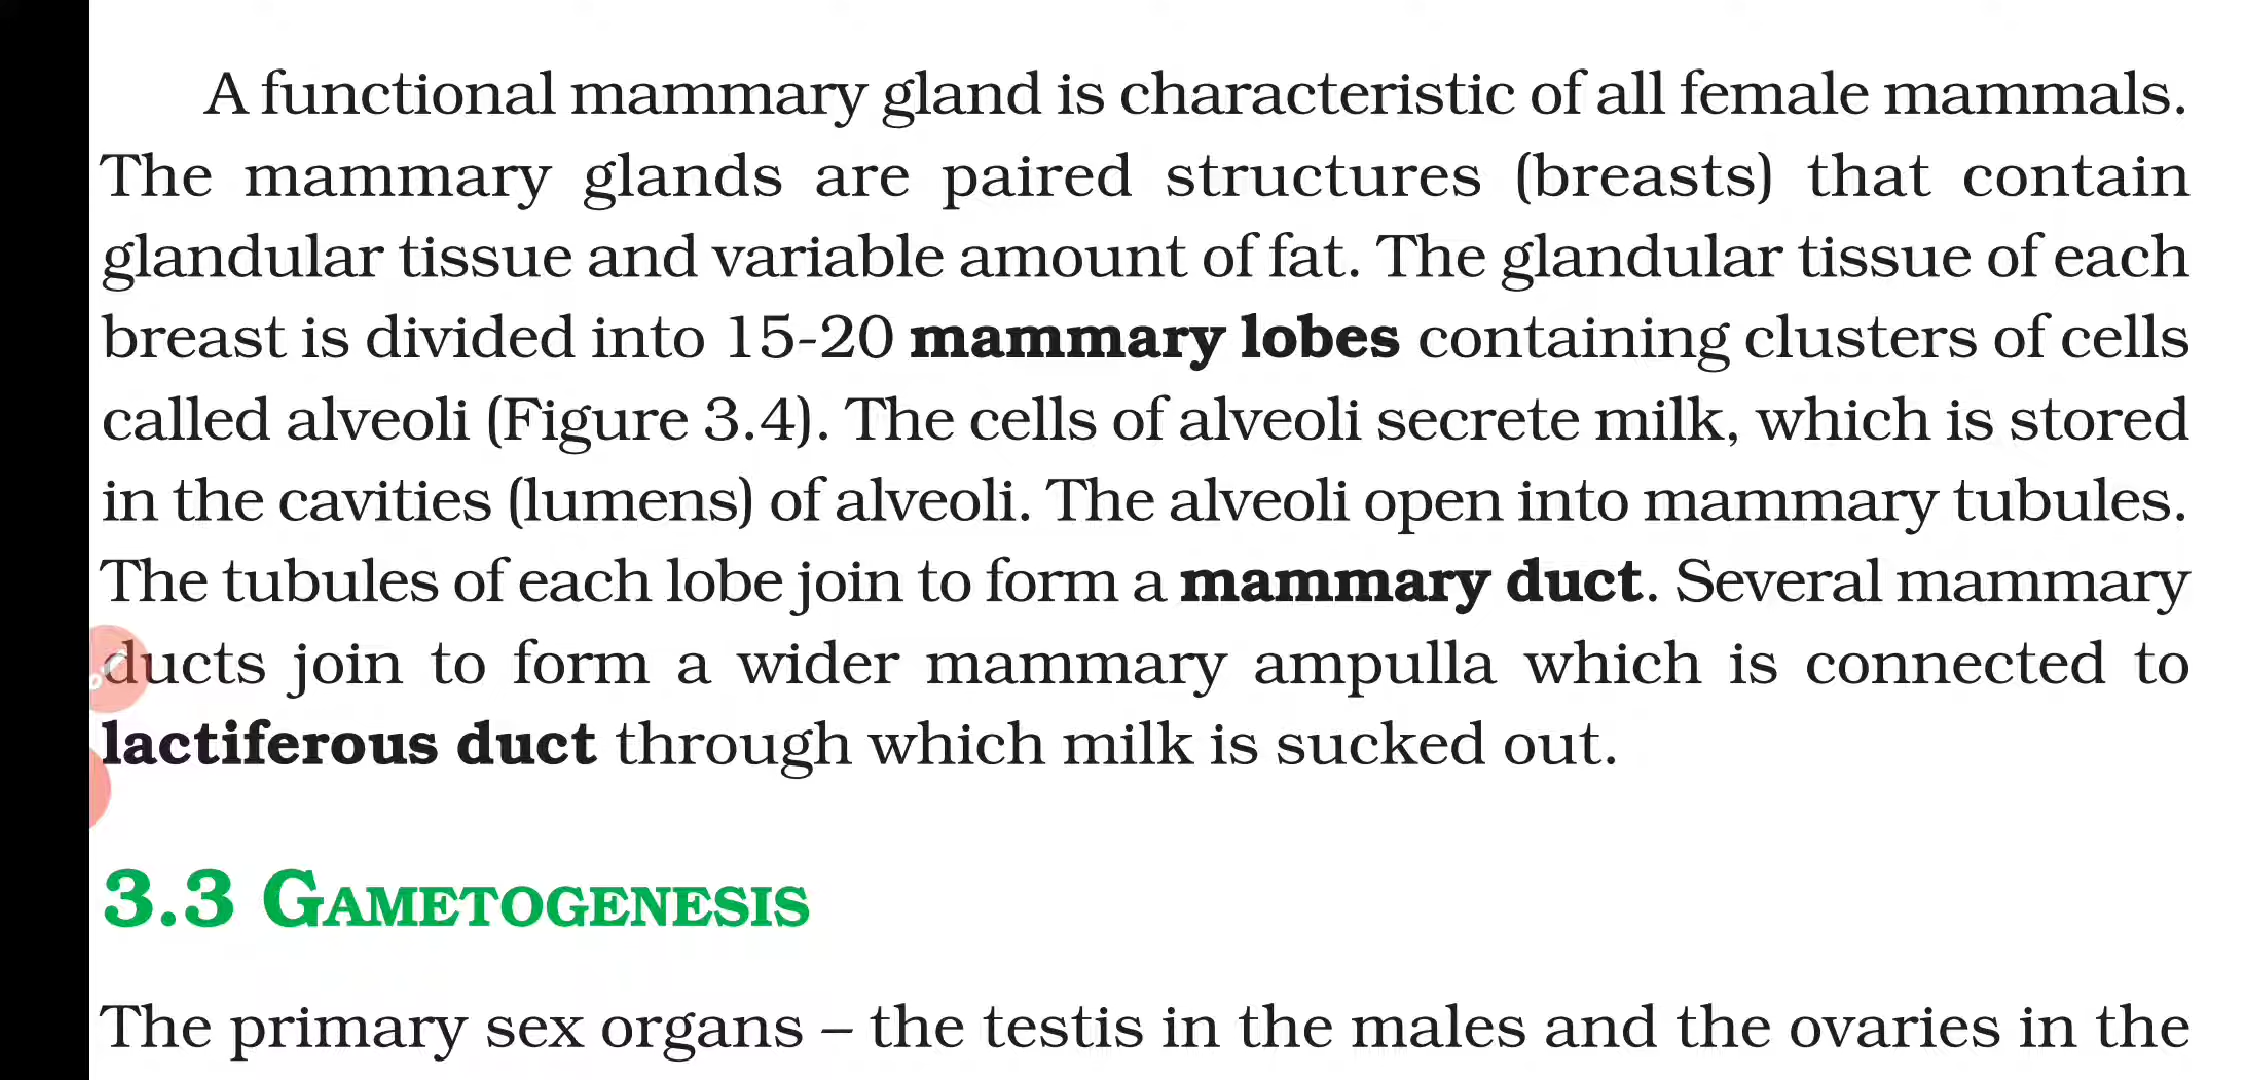 A functional mammary gland is characteristic of all female mammals.
The mammary glands are paired structures (breasts) that contain
glandular tissue and variable amount of fat. The glandular tissue of each
breast is divided into 15-20 mammary lobes containing clusters of cells
called alveoli (Figure 3.4). The cells of alveoli secrete milk, which is stored
in the cavities (lumens) of alveoli. The alveoli open into mammary tubules.
The tubules of each lobe join to form a mammary duct. Several mammary
ducts join to form a wider mammary ampulla which is connected to
lactiferous duct through which milk is sucked out.
3.3 GAMETOGENESIS
The primary sex organs – the testis in the males and the ovaries in the